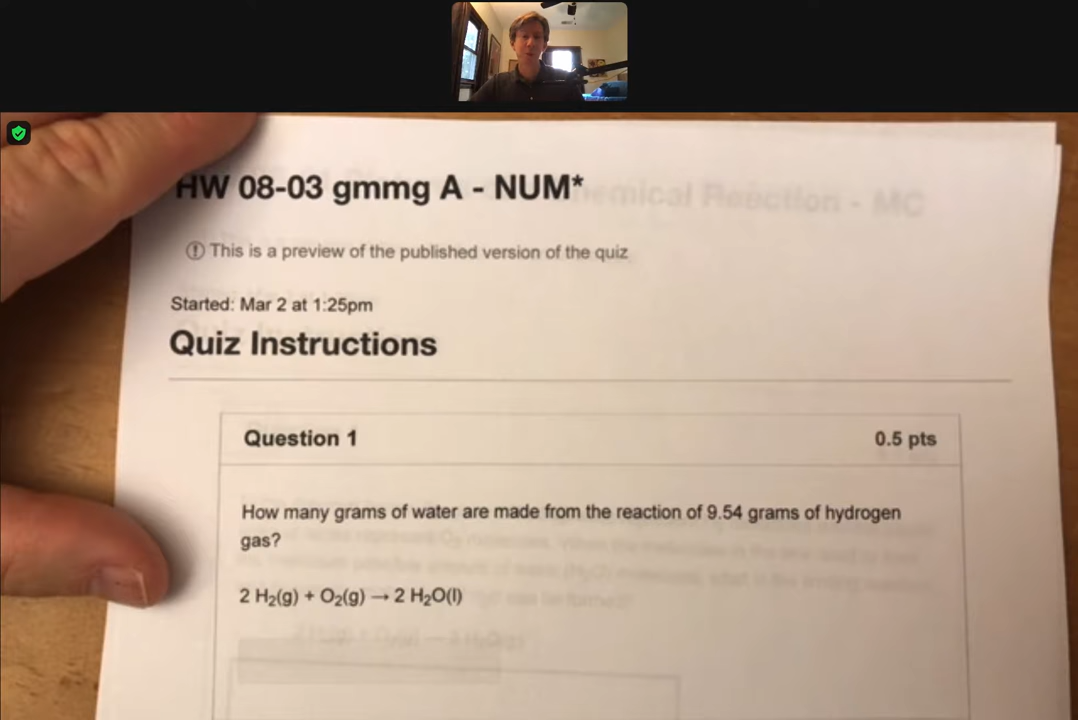 HW 08-03 gmmg A - NUM*
This is a preview of the published version of the quiz
Started: Mar 2 at 1:25pm
Quiz Instructions
Question 1
0.5 pts
How many grams of water are made from the reaction of 9.54 grams of hydrogen
gas?
2 H₂(g) + O₂(g) → 2 H₂O(l)